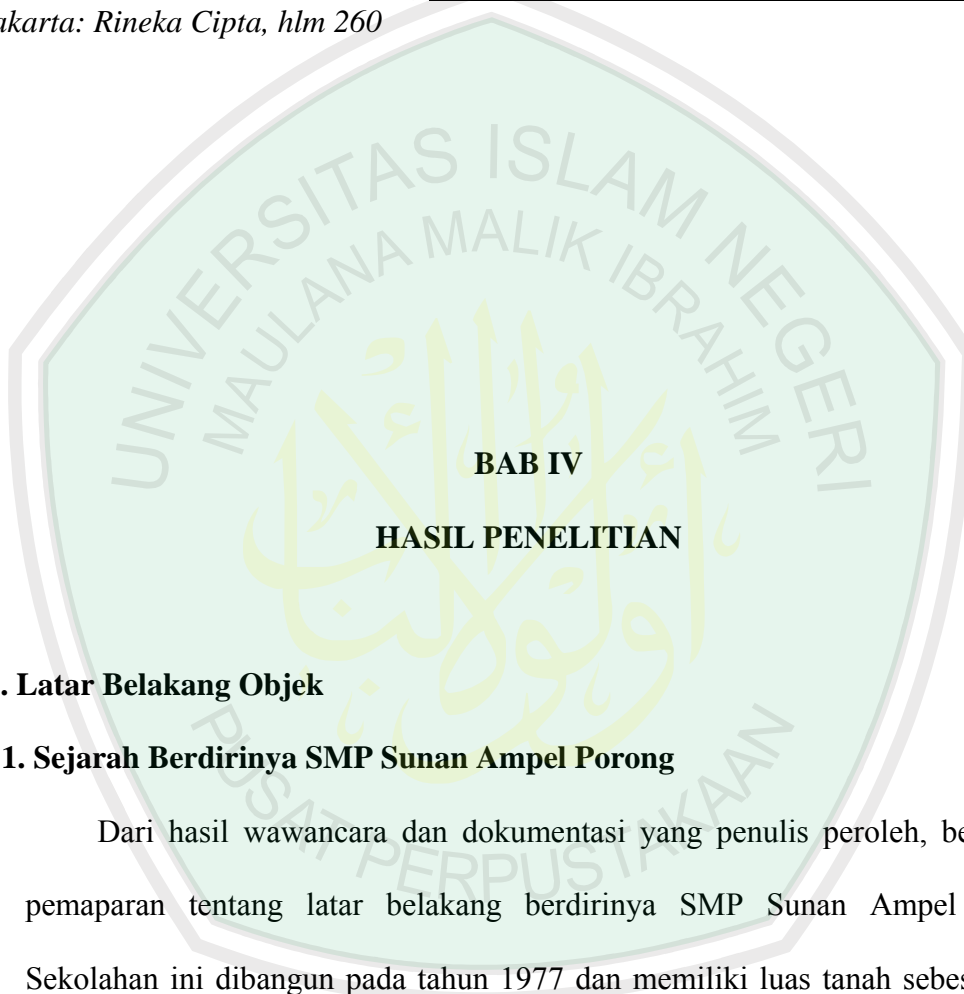 akarta: Rineka Cipta, hlm 260
UNIVERSITAS ISLAM NEGERI
MAULANA MALIK IBRAHIM
BAB IV
HASIL PENELITIAN
. Latar Belakang Objek
1. Sejarah Berdirinya SMP Sunan Ampel Porong
Dari hasil wawancara dan dokumentasi yang penulis peroleh, be
pemaparan tentang latar belakang berdirinya SMP Sunan Ampel
PUSAT PERPUSTAKAAN
Sekolahan ini dibangun pada tahun 1977 dan memiliki luas tanah sebes